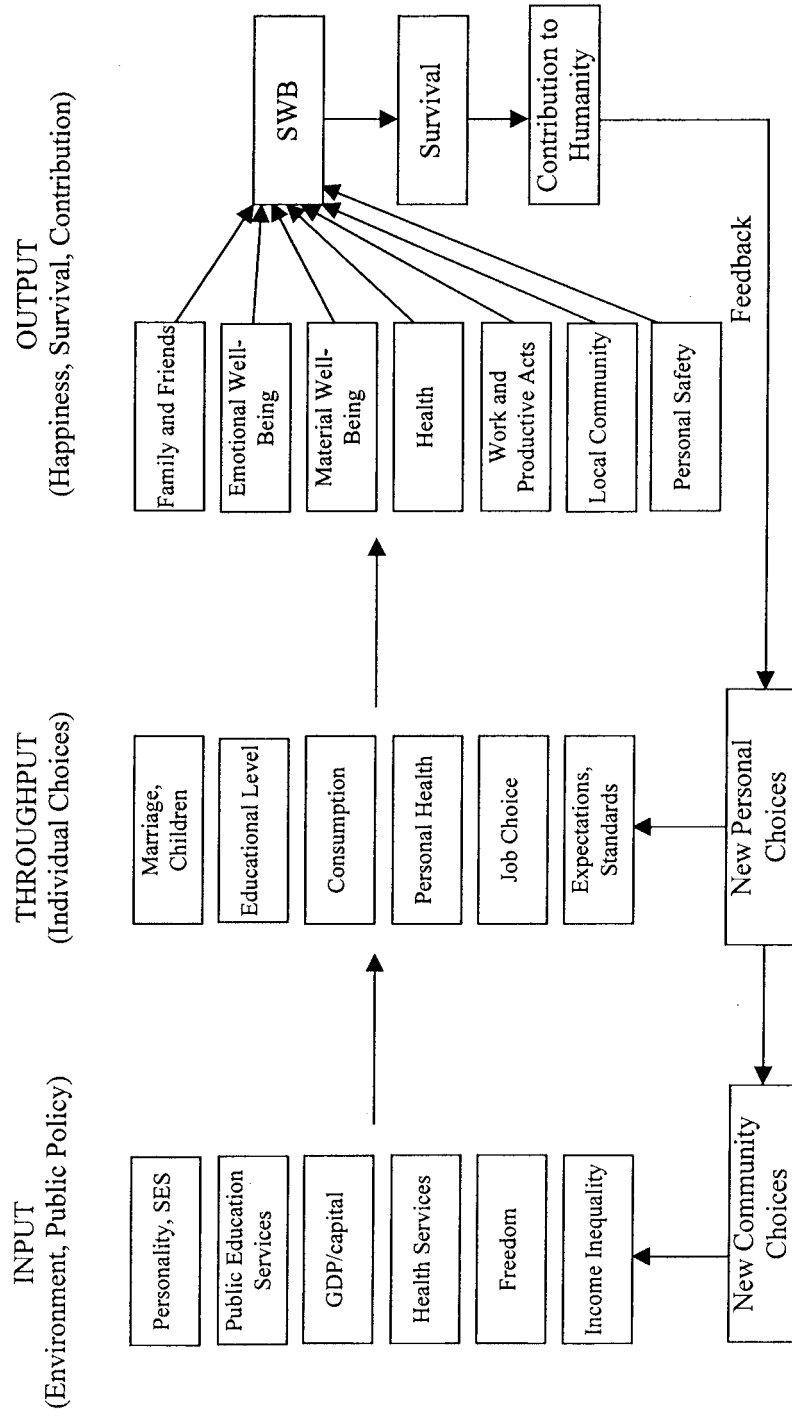 INPUT
(Environment, Public Policy)
Personality, SES
Public Education
Services
GDP/capital
Health Services
Freedom
Income Inequality
New Community
Choices
THROUGHPUT
(Individual Choices)
Marriage,
Children
Educational Level
Consumption
Personal Health
Job Choice
Expectations,
Standards
New Personal
Choices
OUTPUT
(Happiness, Survival, Contribution)
Family and Friends
Emotional Well-
Being
Material Well-
Being
Health
Work and
Productive Acts
Local Community
Personal Safety
SWB
Survival
Contribution to
Humanity
Feedback